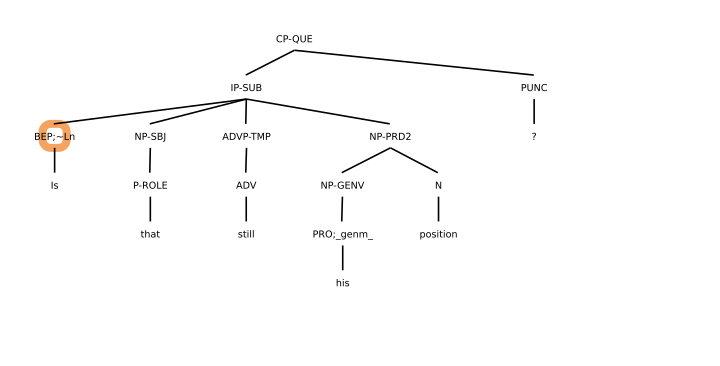 CP-QUE
IP-SUB PUNC
BEP;~Ln NP-SBJ ADVP-TMP NP-PRD2 ?
Is P-ROLE ADV NP-GENV N
that still PRO;_genm_ position
his